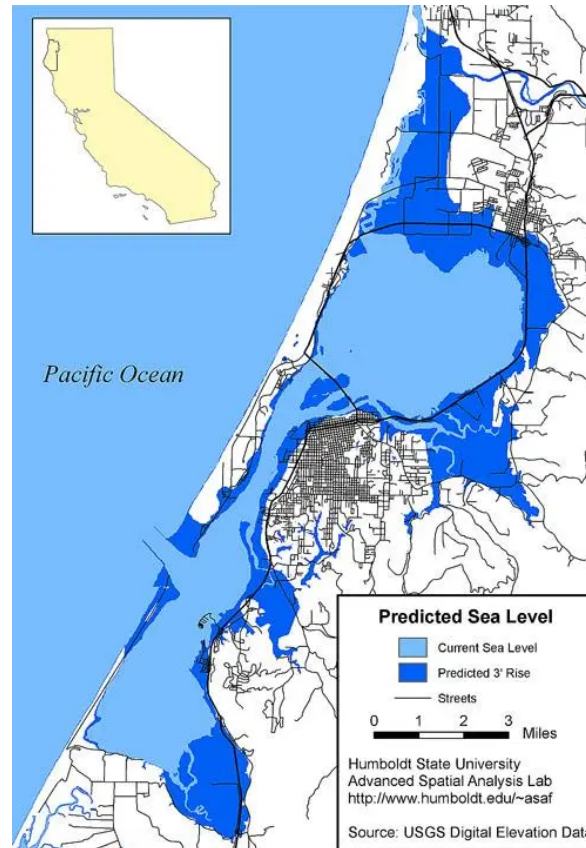 Pacific Ocean
Predicted Sea Level
Current Sea Level
Predicted 3' Rise
Streets
0 1 2 3 Miles
Humboldt State University
Advanced Spatial Analysis Lab
http://www.humboldt.edu/~asaf
Source: USGS Digital Elevation Data